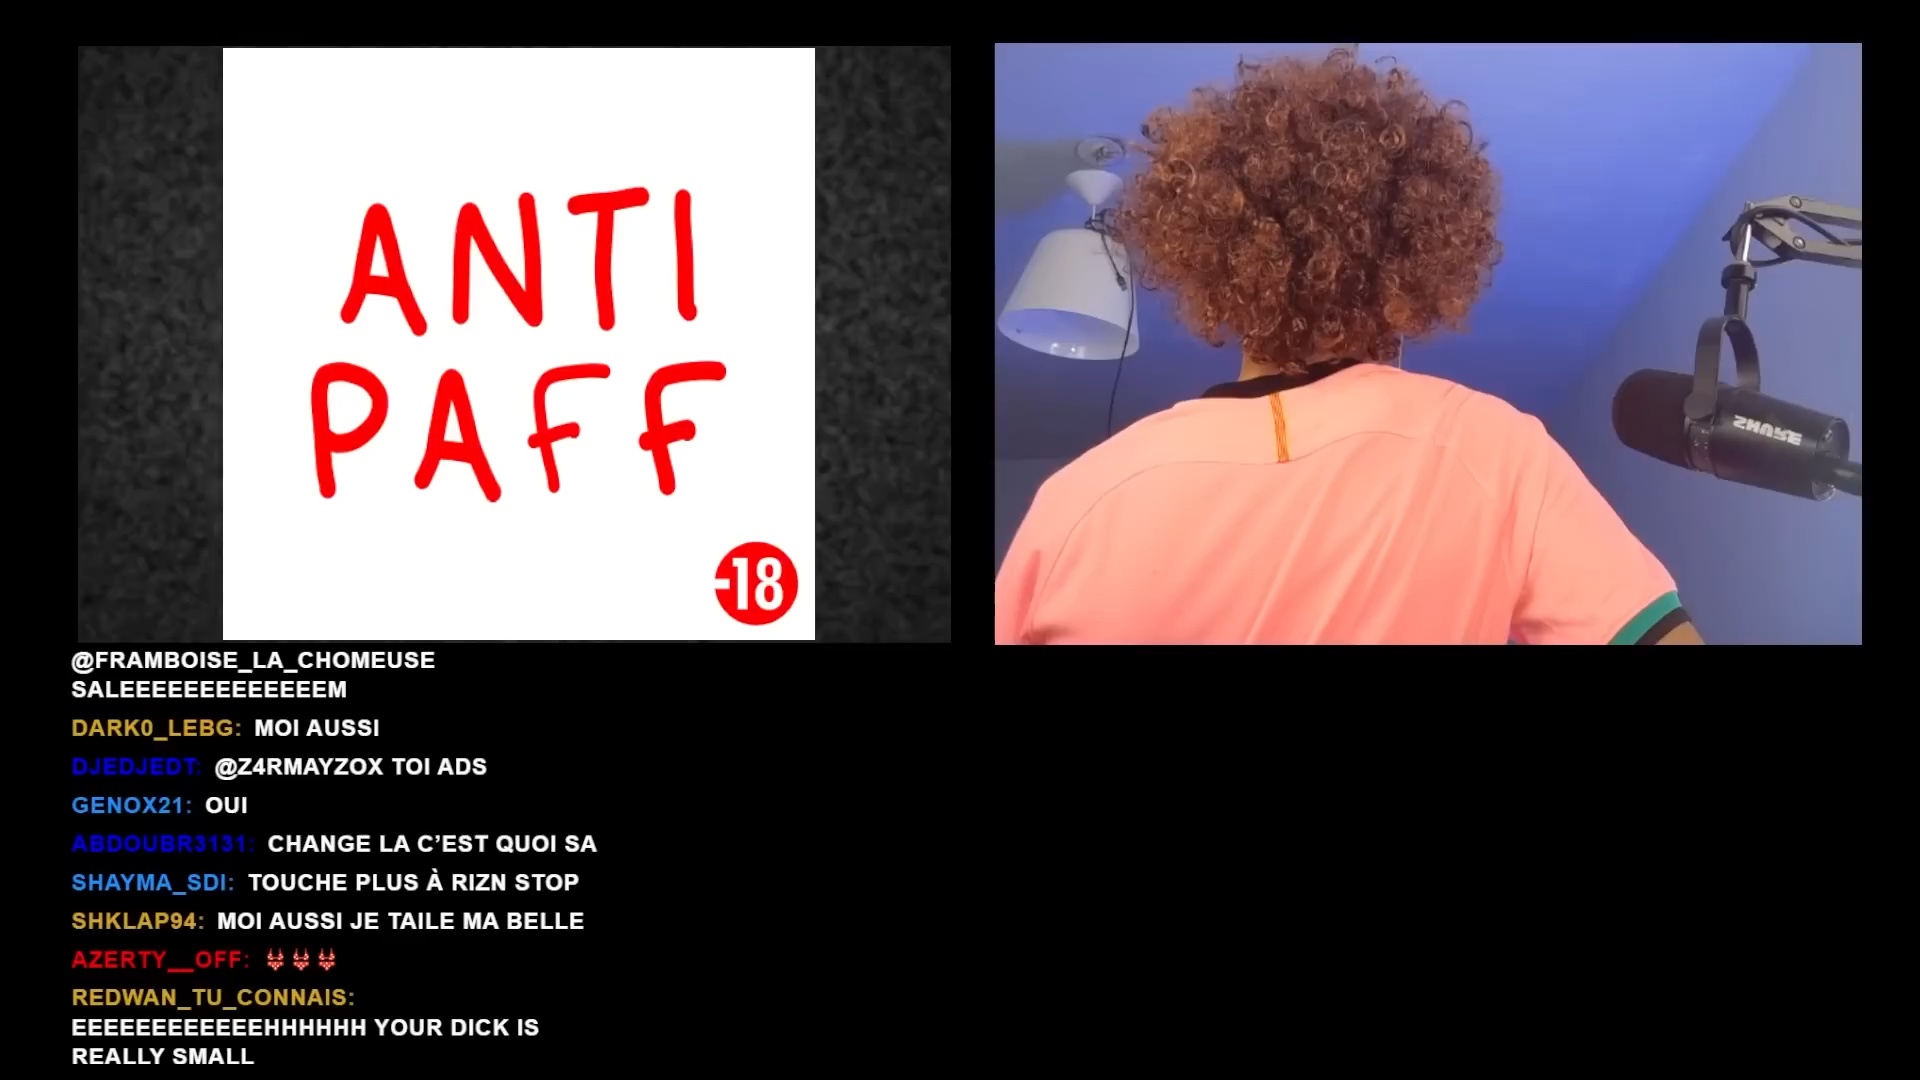 ANTI
PAFF
-18
SHURE
@FRAMBOISE_LA_CHOMEUSE
SALEEEEEEEEEEEEEM
DARK0_LEBG: MOI AUSSI
DJEDJEDT: @Z4RMAYZOX TOI ADS
GENOX21: OUI
ABDOUBR3131: CHANGE LA C’EST QUOI SA
SHAYMA_SDI: TOUCHE PLUS À RIZN STOP
SHKLAP94: MOI AUSSI JE TAILE MA BELLE
AZERTY__OFF:
REDWAN_TU_CONNAIS:
EEEEEEEEEEEEHHHHHH YOUR DICK IS
REALLY SMALL